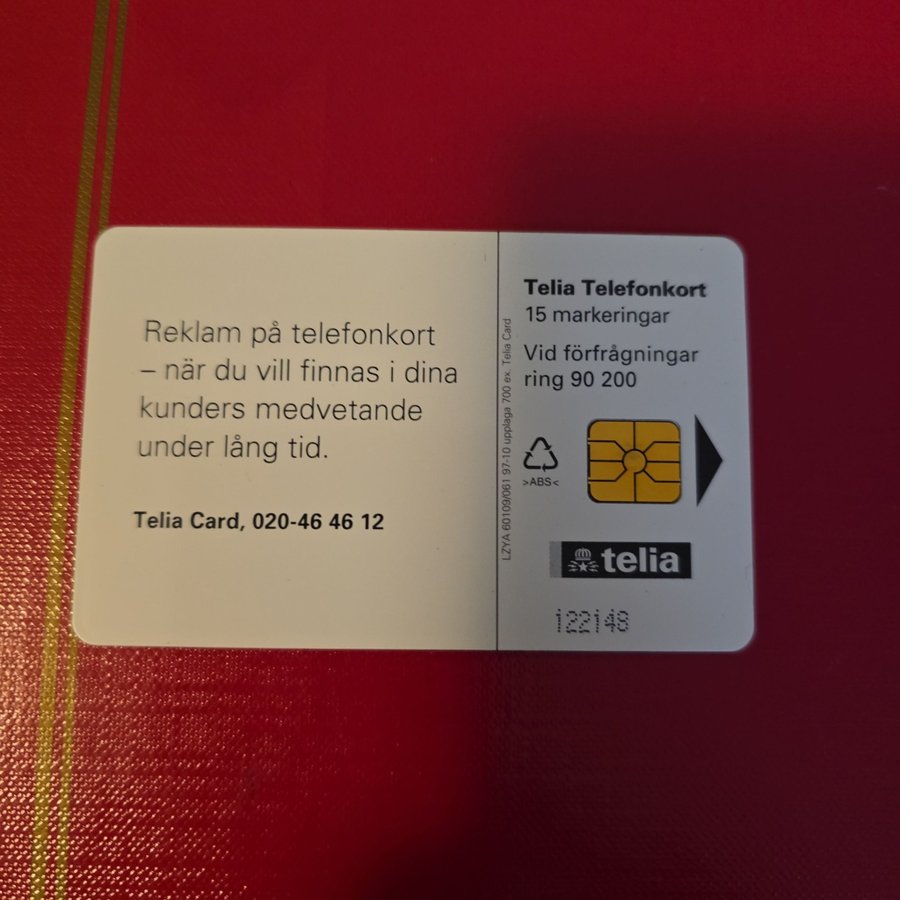 Reklam på telefonkort
– när du vill finnas i dina
kunders medvetande
under lång tid.
Telia Card, 020-46 46 12
LZYA 60109/061 97-10 upplaga 700 ex. Telia Card
Telia Telefonkort
15 markeringar
Vid förfrågningar
ring 90 200
>ABS<
telia
122148